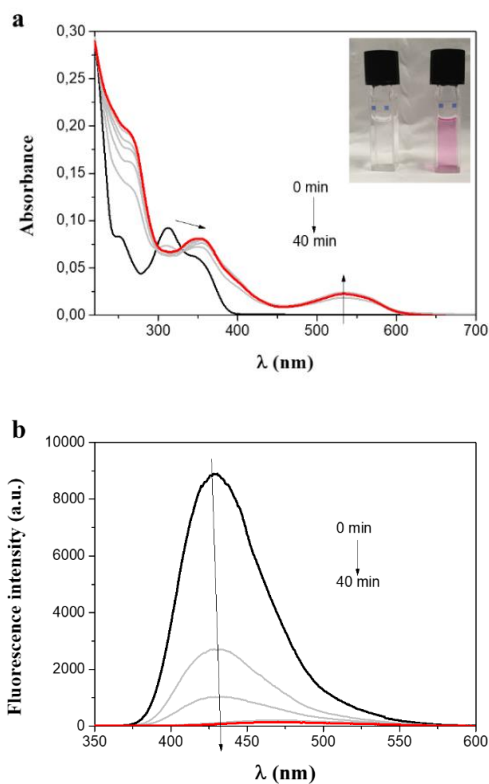 a
0,30
0,25
0,20
0,15
0,10
0,05
0,00
Absorbance
0 min
40 min
300 400 500 600 700
λ (nm)
b
10000
8000
6000
4000
2000
0
Fluorescence intensity (a.u.)
0 min
40 min
350 400 450 500 550 600
λ (nm)